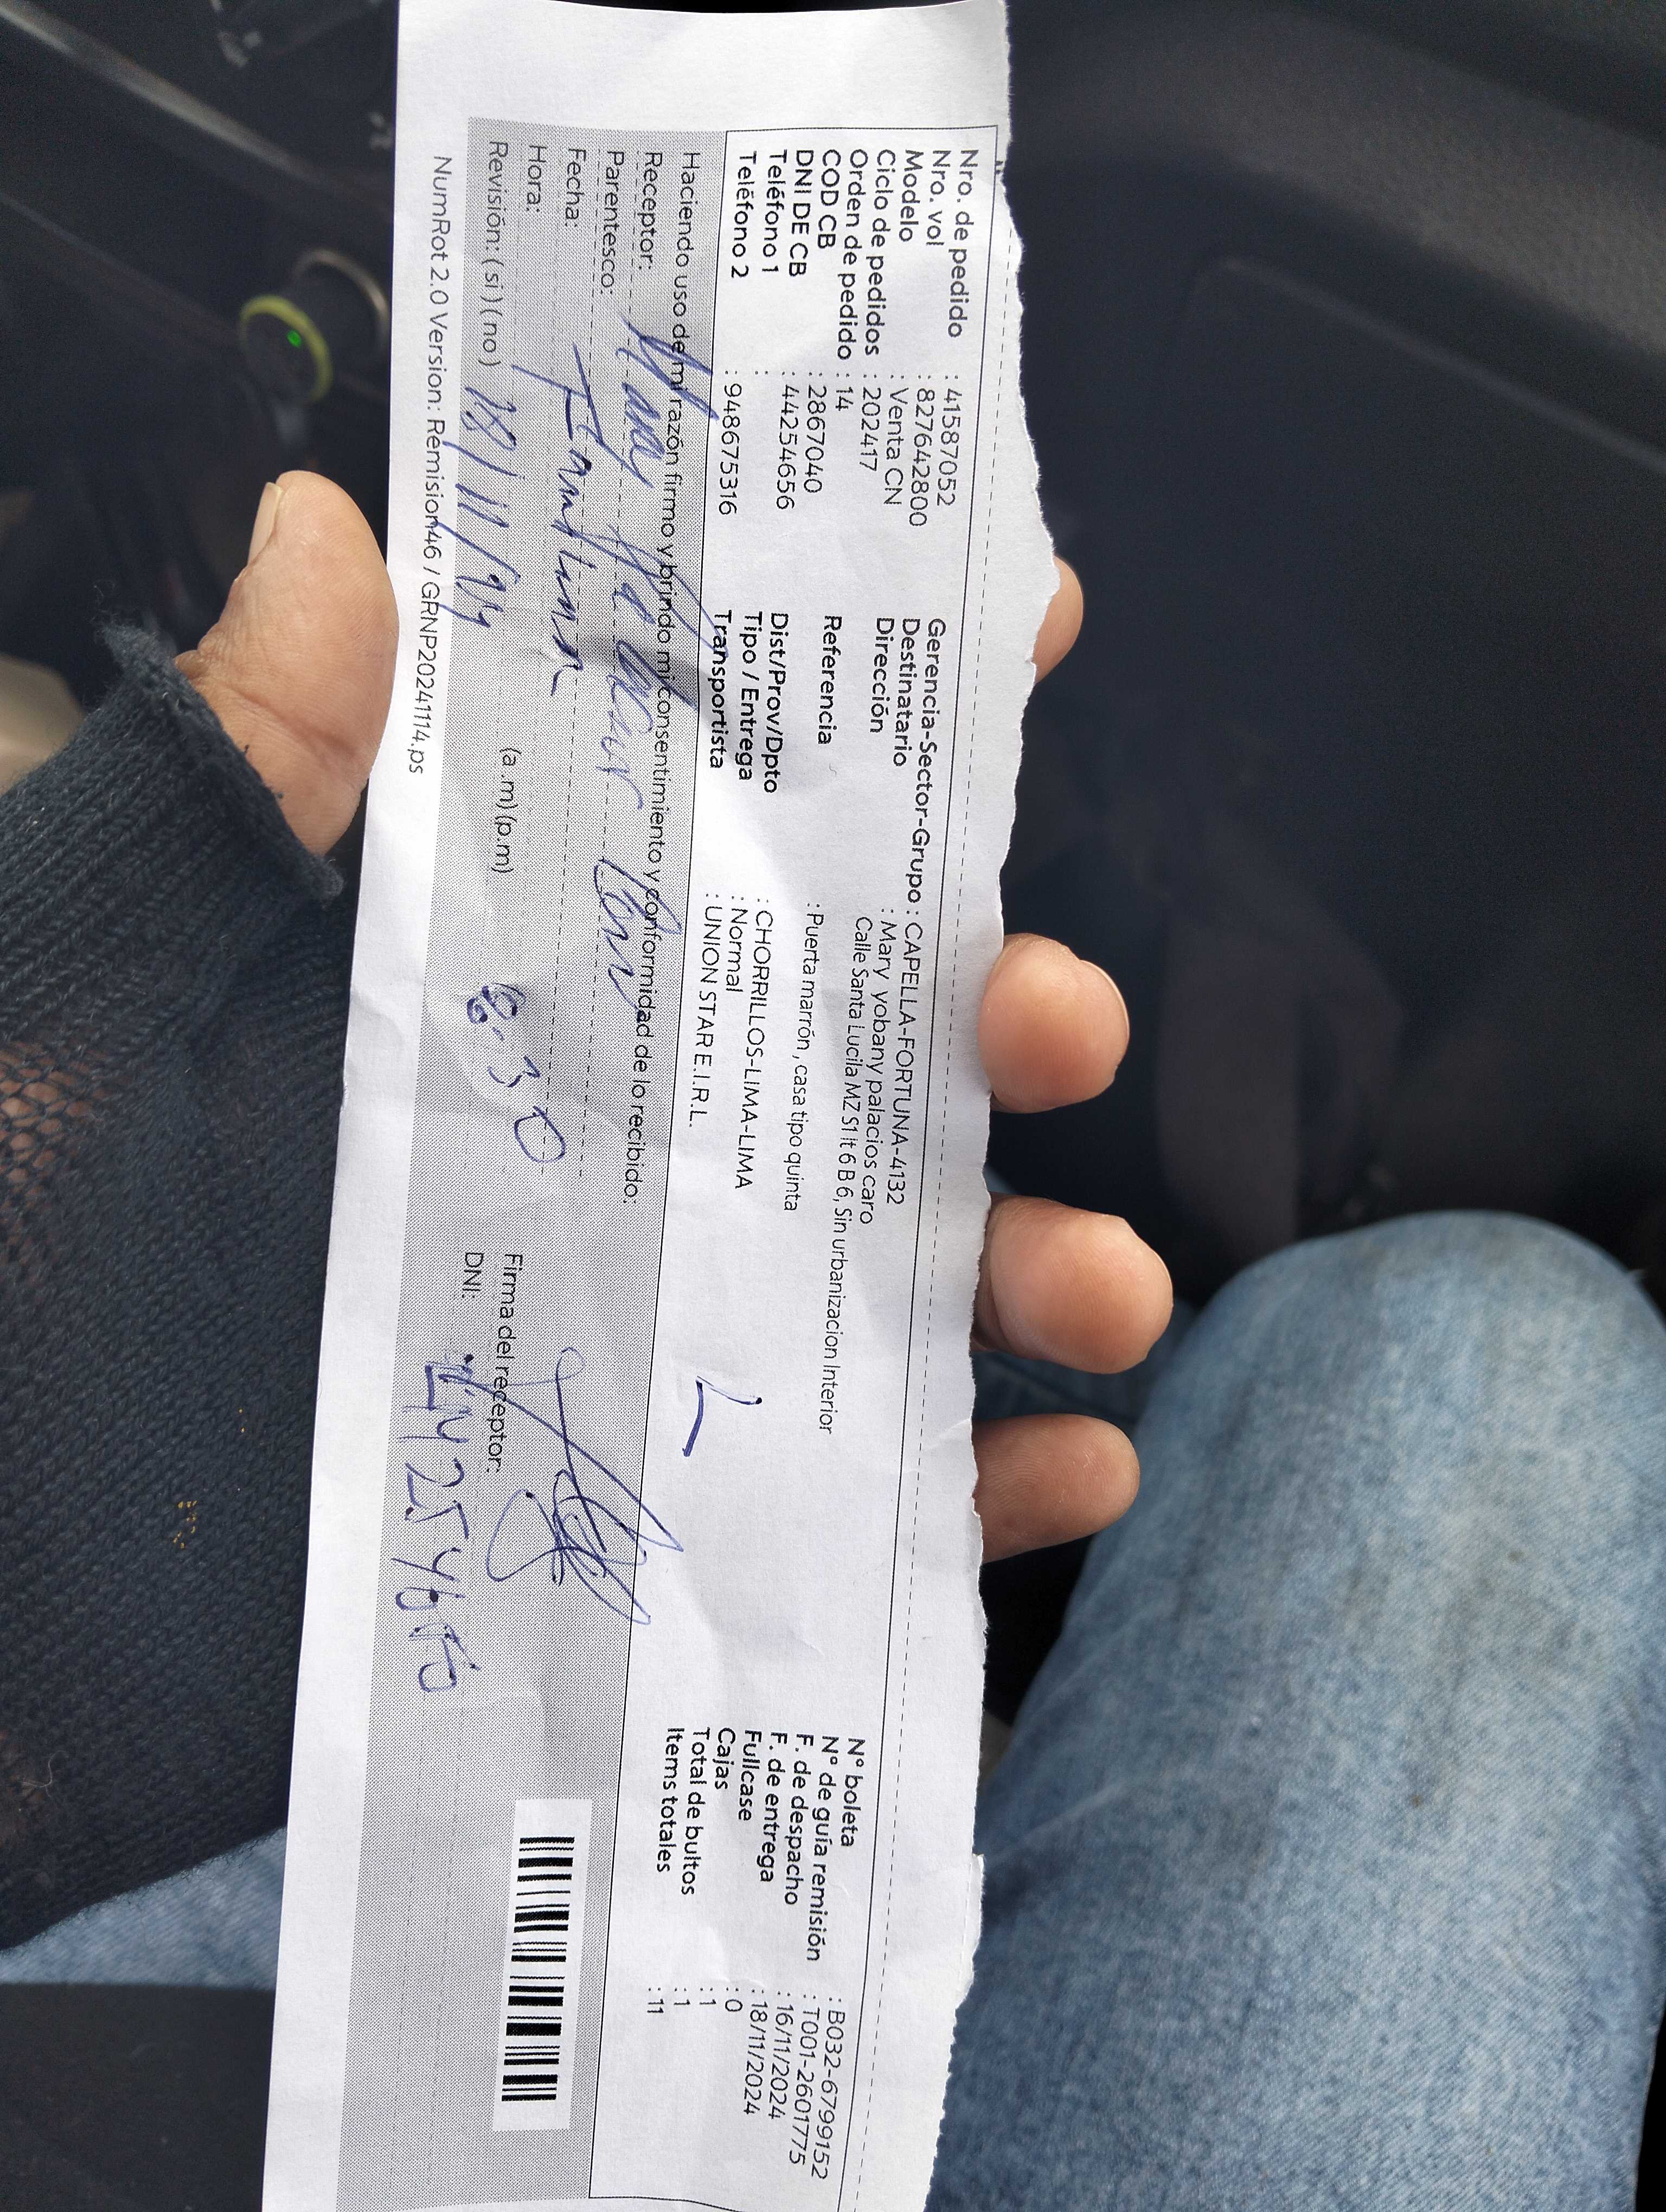 Nro. de pedido : 41587052
Nro. vol : 827642800
Modelo : Venta CN
Ciclo de pedidos : 202417
Orden de pedido : 14
COD CB : 2867040
DNI DE CB : 44254656
Teléfono 1 :
Teléfono 2 : 948675316
Gerencia-Sector-Grupo : CAPELLA-FORTUNA-4132
Destinatario : Mary yobany palacios caro
Dirección Calle Santa Lucila MZ S1 lt 6 B 6, Sin urbanizacion Interior
Referencia : Puerta marrón, casa tipo quinta
Dist/Prov/Dpto : CHORRILLOS-LIMA-LIMA
Tipo / Entrega : Normal
Transportista : UNION STAR E.I.R.L.
N° boleta : B032-6799152
N° de guía remisión : T001-2601775
F. de despacho : 16/11/2024
F. de entrega : 18/11/2024
Fullcase : 0
Cajas : 1
Total de bultos : 1
Items totales : 11
Haciendo uso de mi razón firmo y brindo mi consentimiento y conformidad de lo recibido:
Receptor: Mary
Parentesco:
Fecha: 18/11/24
Hora: (a.m) (p.m)
Revisión: (si) (no)
Firma del receptor:
DNI:
NumRot 2.0 Version: Remision46 / GRNP20241114.ps